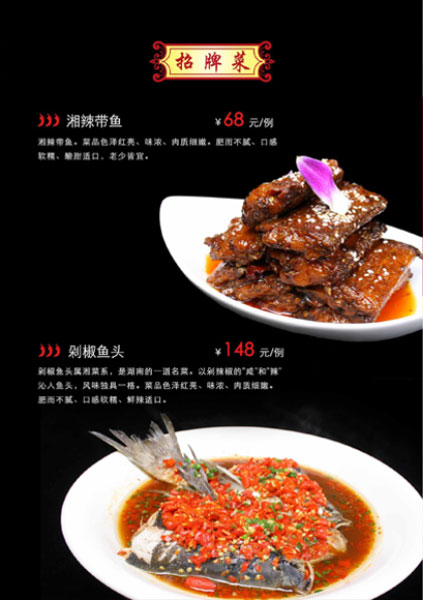 招牌菜
湘辣带鱼 ¥ 68 元/例
湘辣带鱼。菜品色泽红亮、味浓、肉质细嫩。肥而不腻、口感
软糯、酸甜适口、老少皆宜。
剁椒鱼头 ¥ 148 元/例
剁椒鱼头属湘菜系，是湖南的一道名菜。以剁辣椒的“咸”和“辣”
沁人鱼头，风味独具一格。菜品色泽红亮、味浓、肉质细嫩。
肥而不腻、口感软糯、鲜辣适口。